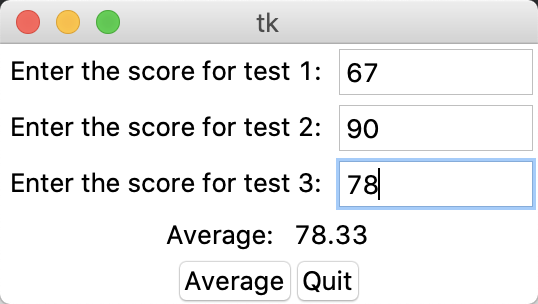 tk
Enter the score for test 1: 67
Enter the score for test 2: 90
Enter the score for test 3: 78
Average: 78.33
Average Quit